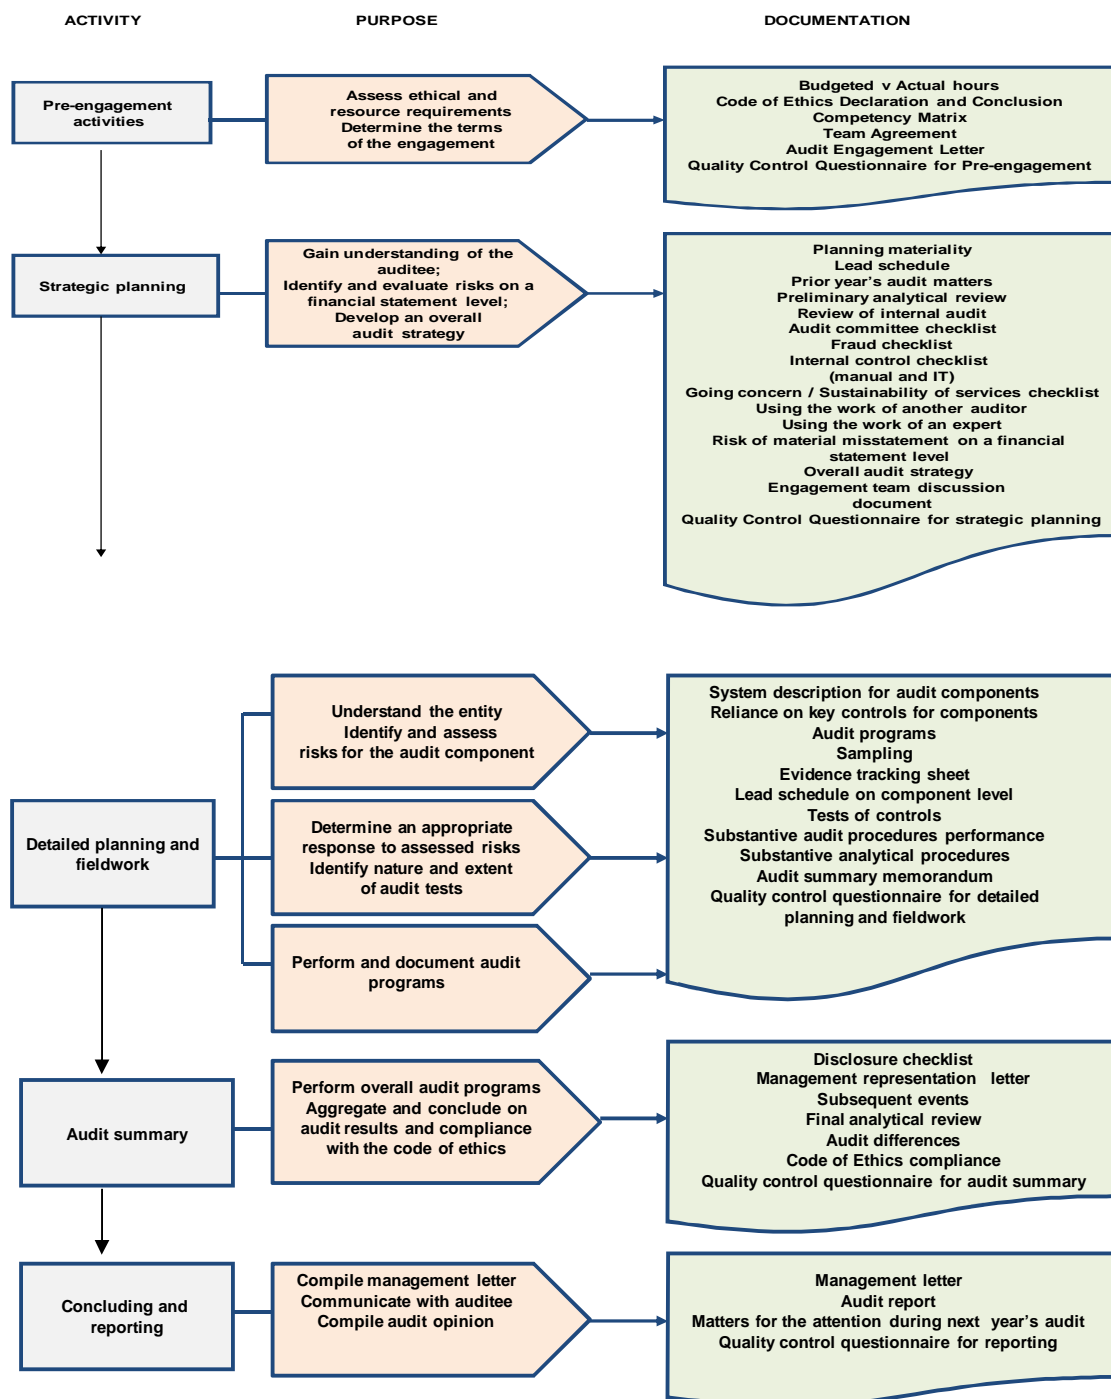 ACTIVITY
PURPOSE
DOCUMENTATION
Pre-engagement
activities
Assess ethical and
resource requirements
Determine the terms
of the engagement
Budgeted v Actual hours
Code of Ethics Declaration and Conclusion
Competency Matrix
Team Agreement
Audit Engagement Letter
Quality Control Questionnaire for Pre-engagement
Strategic planning
Gain understanding of the
auditee;
Identify and evaluate risks on a
financial statement level;
Develop an overall
audit strategy
Planning materiality
Lead schedule
Prior year's audit matters
Preliminary analytical review
Review of internal audit
Audit committee checklist
Fraud checklist
Internal control checklist
(manual and IT)
Going concern / Sustainability of services checklist
Using the work of another auditor
Using the work of an expert
Risk of material misstatement on a financial
statement level
Overall audit strategy
Engagement team discussion
document
Quality Control Questionnaire for strategic planning
Detailed planning and
fieldwork
Understand the entity
Identify and assess
risks for the audit component
Determine an appropriate
response to assessed risks
Identify nature and extent
of audit tests
Perform and document audit
programs
System description for audit components
Reliance on key controls for components
Audit programs
Sampling
Evidence tracking sheet
Lead schedule on component level
Tests of controls
Substantive audit procedures performance
Substantive analytical procedures
Audit summary memorandum
Quality control questionnaire for detailed
planning and fieldwork
Audit summary
Perform overall audit programs
Aggregate and conclude on
audit results and compliance
with the code of ethics
Disclosure checklist
Management representation letter
Subsequent events
Final analytical review
Audit differences
Code of Ethics compliance
Quality control questionnaire for audit summary
Concluding and
reporting
Compile management letter
Communicate with auditee
Compile audit opinion
Management letter
Audit report
Matters for the attention during next year's audit
Quality control questionnaire for reporting